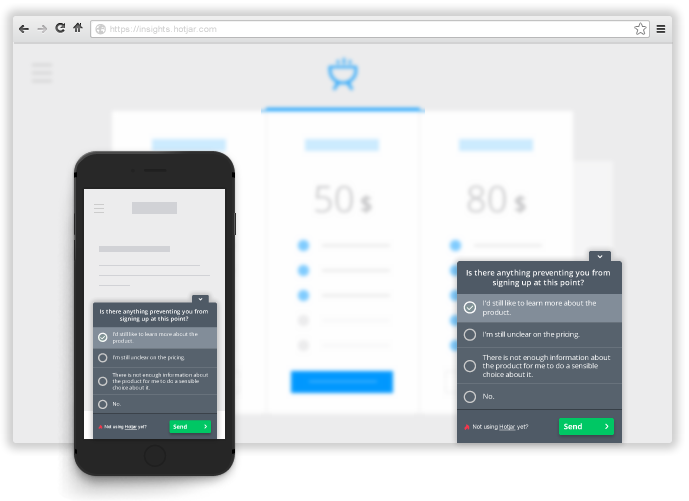 https://insights.hotjar.com
50 $
80 $
Is there anything preventing you from
signing up at this point?
I'd still like to learn more about the
product.
I'm still unclear on the pricing.
There is not enough information about
the product for me to do a sensible
choice about it.
No.
Not using Hotjar yet?
Send
Is there anything preventing you from
signing up at this point?
I'd still like to learn more about the
product.
I'm still unclear on the pricing.
There is not enough information about
the product for me to do a sensible
choice about it.
No.
Not using Hotjar yet?
Send